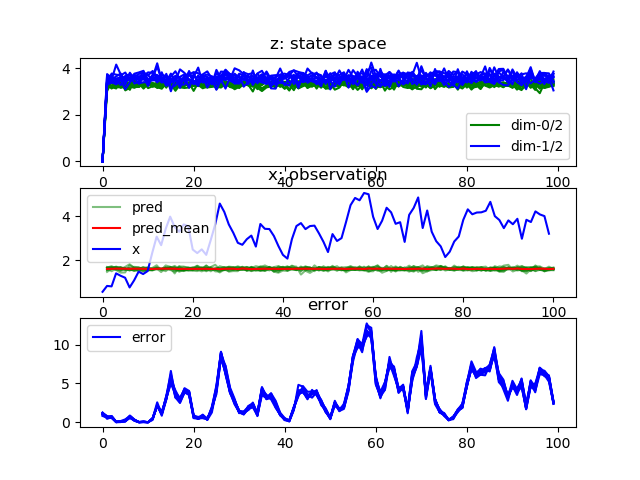 z: state space
4
2
0
dim-0/2
dim-1/2
0 20 40 60 80 100
x: observation
4
2
pred
pred_mean
x
0 20 40 60 80 100
error
10
5
0
error
0 20 40 60 80 100